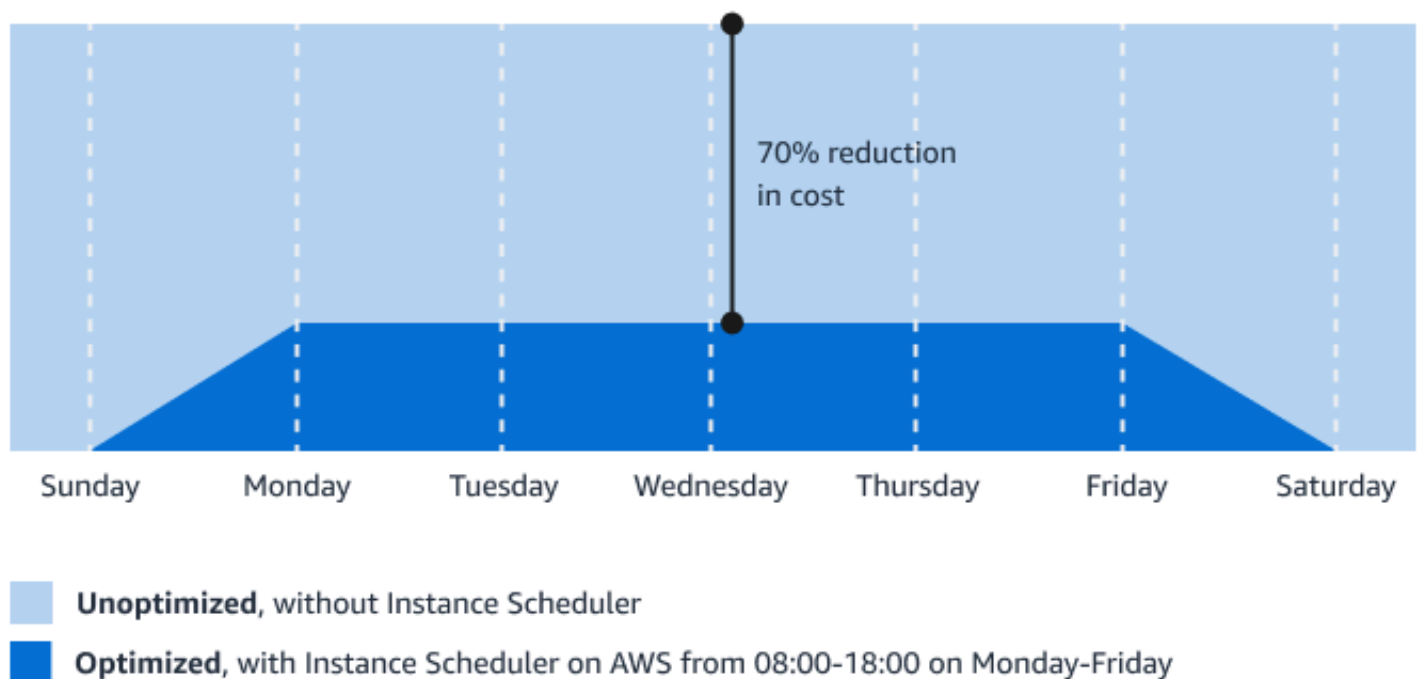 70% reduction
in cost
Sunday Monday Tuesday Wednesday Thursday Friday Saturday
Unoptimized, without Instance Scheduler
Optimized, with Instance Scheduler on AWS from 08:00-18:00 on Monday-Friday